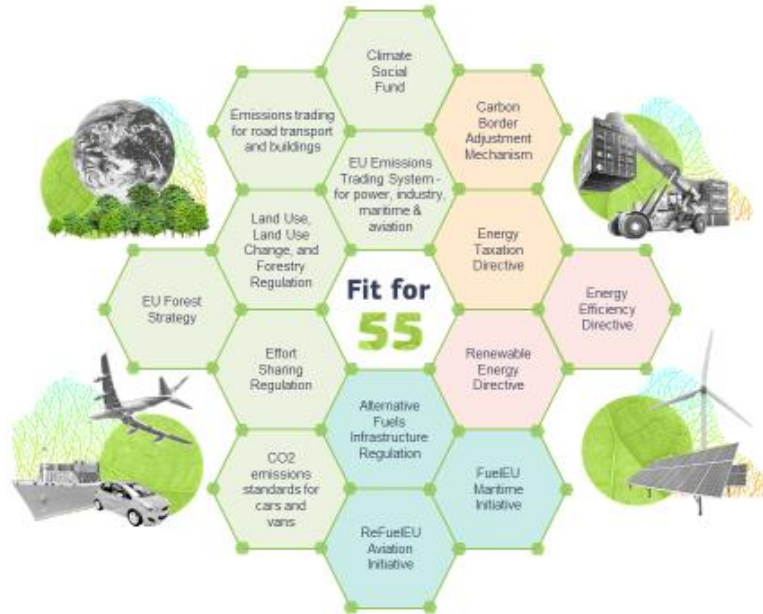 Climate
Social
Fund
Emissions trading
for road transport
and buildings
Carbon
Border
Adjustment
Mechanism
EU Emissions
Trading System -
for power, industry,
maritime &
aviation
Land Use,
Land Use
Change, and
Forestry
Regulation
Energy
Taxation
Directive
EU Forest
Strategy
Fit for
55
Energy
Efficiency
Directive
Effort
Sharing
Regulation
Renewable
Energy
Directive
Alternative
Fuels
Infrastructure
Regulation
CO2
emissions
standards for
cars and
vans
FuelEU
Maritime
Initiative
ReFuelEU
Aviation
Initiative